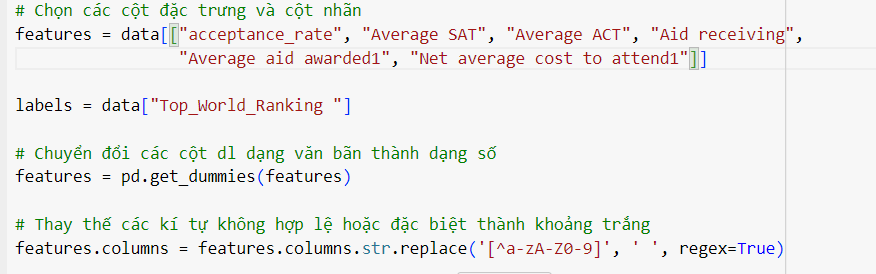 # Chọn các cột đặc trưng và cột nhãn
features = data[["acceptance_rate", "Average SAT", "Average ACT", "Aid receiving",
"Average aid awarded1", "Net average cost to attend1"]]
labels = data["Top_World_Ranking "]
# Chuyển đổi các cột dl dạng văn bãn thành dạng số
features = pd.get_dummies(features)
# Thay thế các kí tự không hợp lệ hoặc đặc biệt thành khoảng trắng
features.columns = features.columns.str.replace('[^a-zA-Z0-9]', ' ', regex=True)